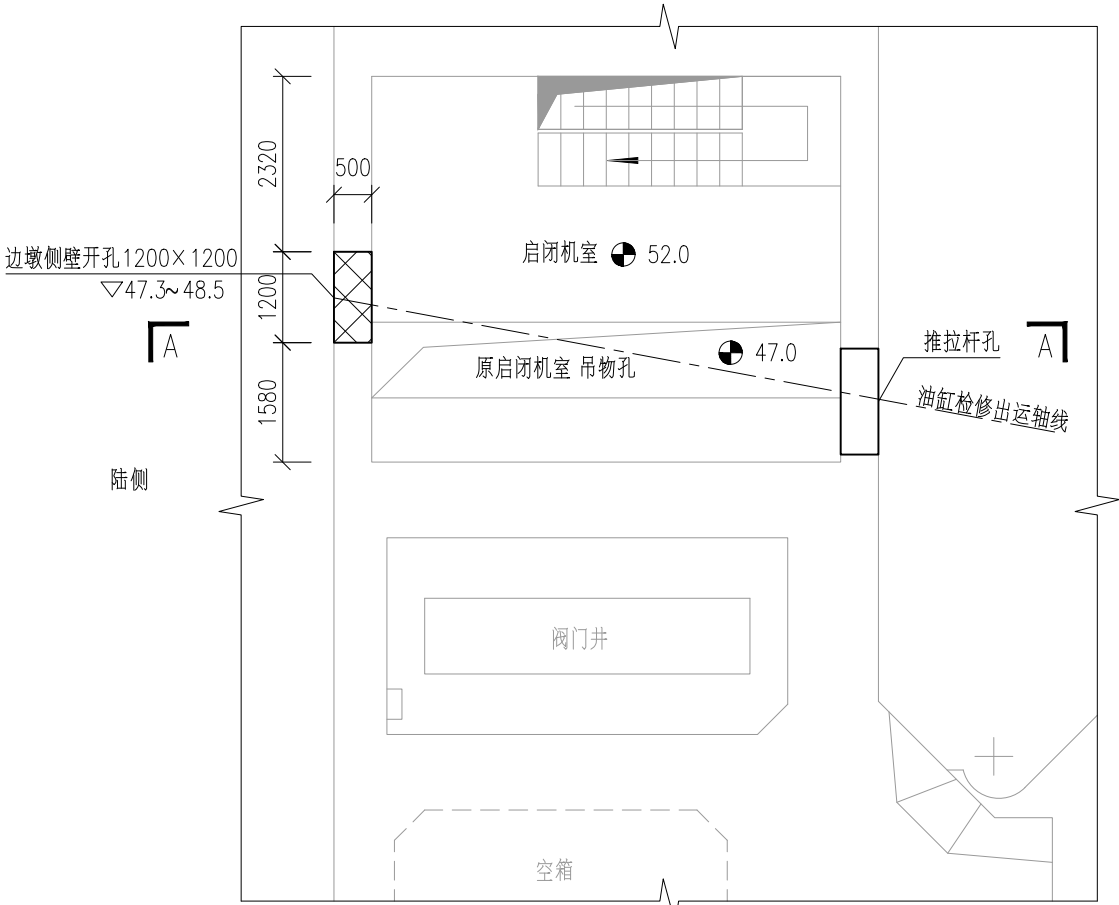 2320
500
启闭机室 52.0
边墩侧壁开孔1200×1200
▽47.3~48.5
1200
A
推拉杆孔
A
47.0
原启闭机室 吊物孔
油缸检修出运轴线
1580
陆侧
阀门井
空箱